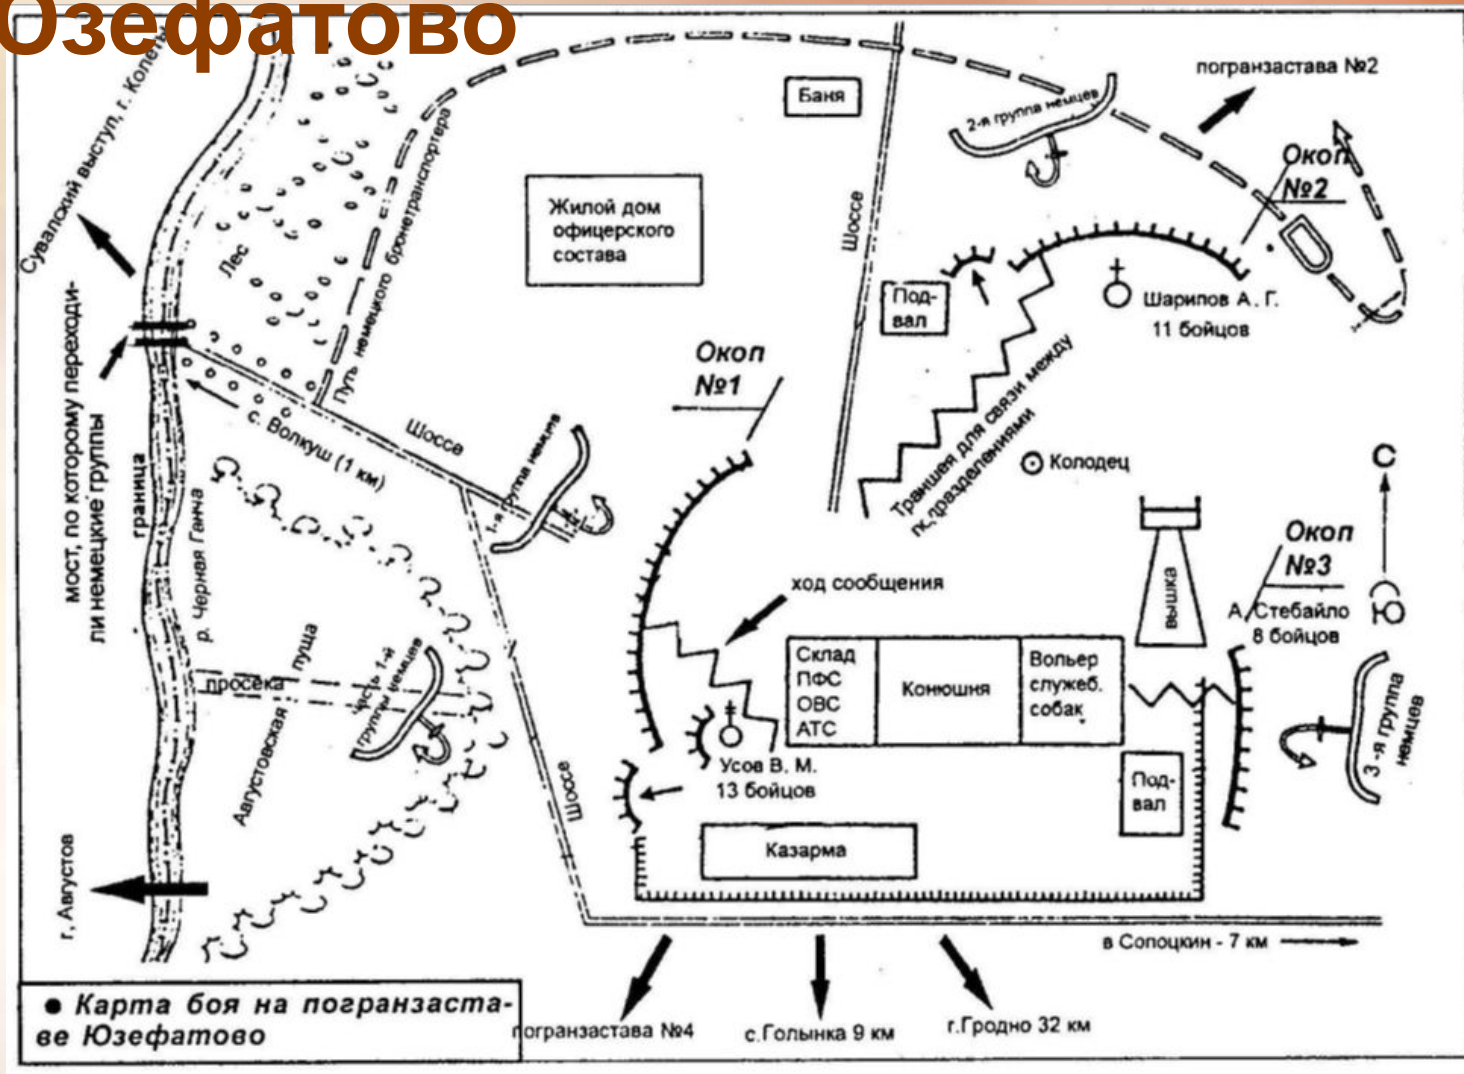 Озефатово
Сувалский выступ, г. Копеты
погранзастава №2
Баня
2-я группа немцев
Окоп
№2
Путь немецкого бронетранспортера
Шоссе
Жилой дом
офицерского
состава
Лес
Под-
вал
Шарипов А. Г.
11 бойцов
мост, по которому переходи-
ли немецкие группы
Окоп
№1
Траншея для связи между
подразделениями
с. Волкуш (1 км)
Шоссе
1-я группа немцев
Колодец
С
граница
р. Черная Ганча
Окоп
№3
вышка
ход сообщения
А. Стебайло
8 бойцов
просека
Августовская пуща
Часть 1-й
группы немцев
Склад
ПФС
ОВС
АТС
Конюшня
Вольер
служеб.
собак
3-я группа
немцев
Усов В. М.
13 бойцов
Шоссе
Под-
вал
Казарма
г. Августов
в Сопоцкин - 7 км
● Карта боя на погранзаста-
ве Юзефатово
погранзастава №4
с.Голынка 9 км
г.Гродно 32 км